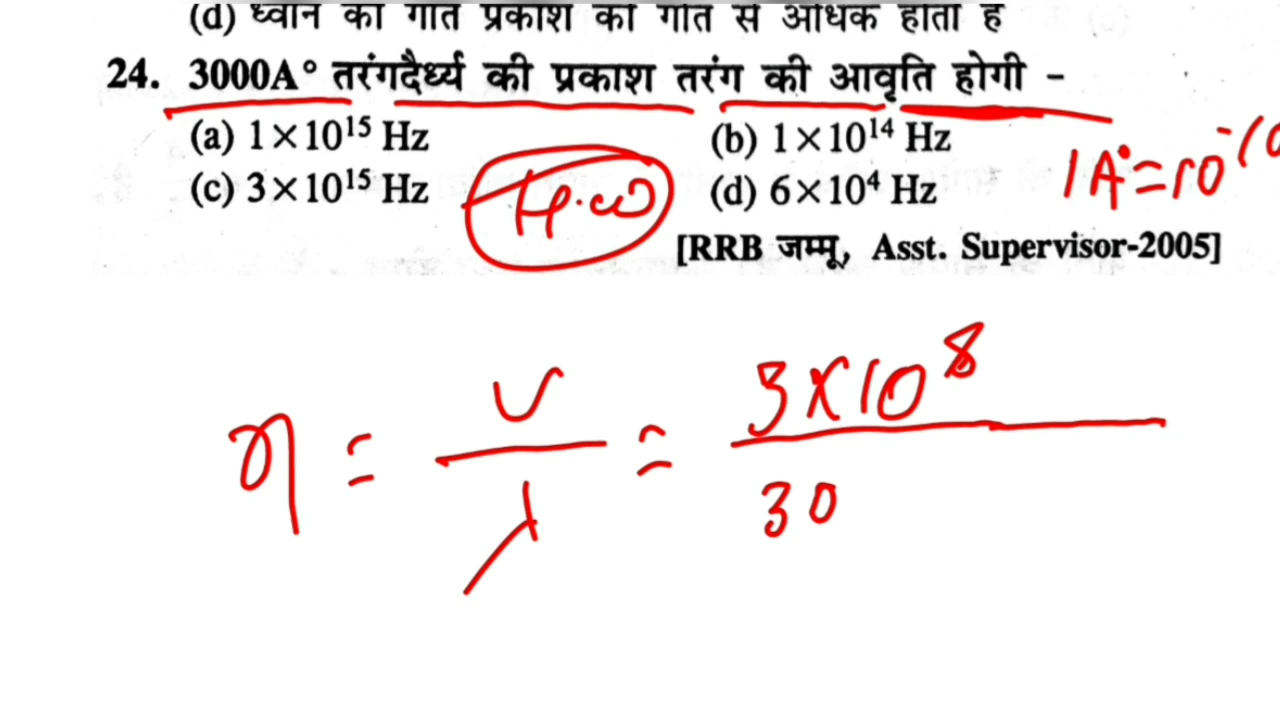 (d) ध्वनि की गति प्रकाश की गति से अधिक होती है
24. 3000A° तरंगदैर्ध्य की प्रकाश तरंग की आवृति होगी -
(a) 1×10¹⁵ Hz (b) 1×10¹⁴ Hz
1A°=10⁻¹⁰
(c) 3×10¹⁵ Hz (d) 6×10⁴ Hz
H.W
[RRB जम्मू, Asst. Supervisor-2005]
η = v/λ = 3×10⁸/30